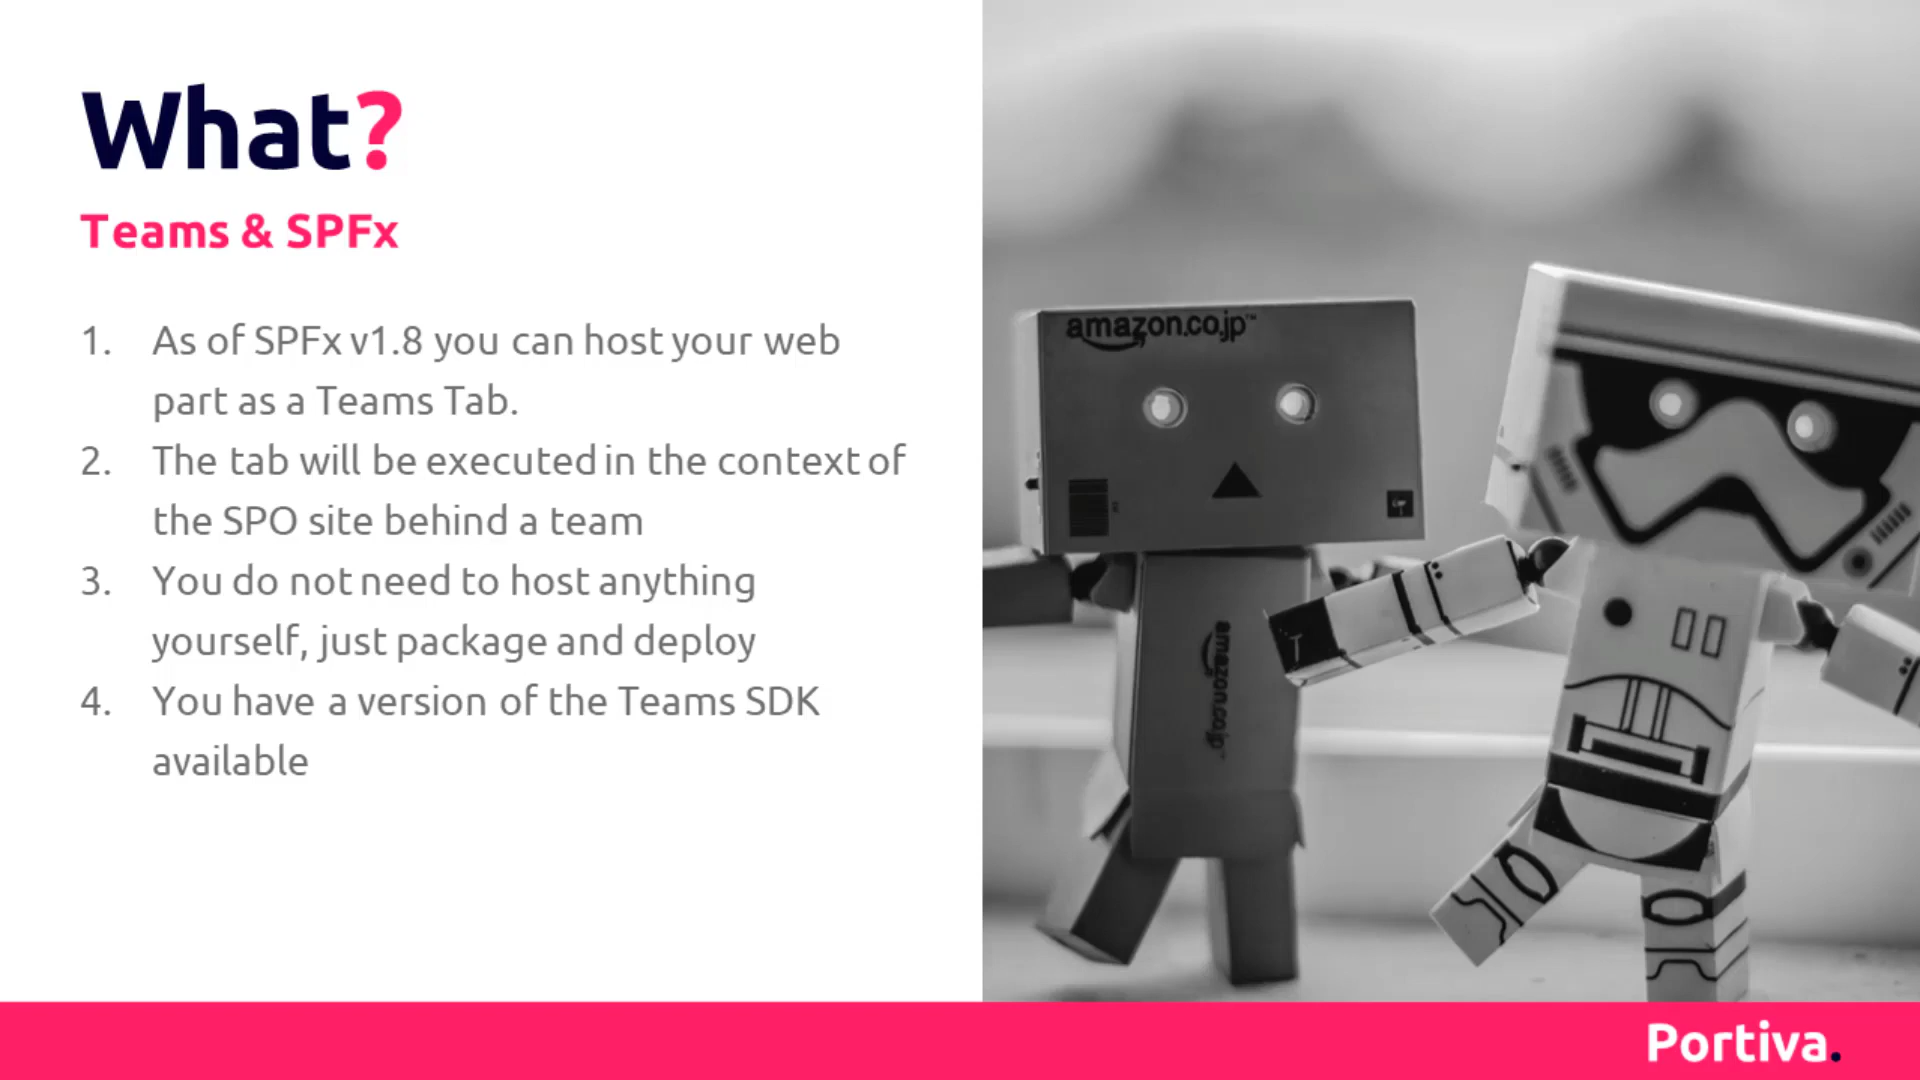 What?
Teams & SPFx
1. As of SPFx v1.8 you can host your web
part as a Teams Tab.
2. The tab will be executed in the context of
the SPO site behind a team
3. You do not need to host anything
yourself, just package and deploy
4. You have a version of the Teams SDK
available
amazon.co.jp™
amazon.co.jp
Portiva.